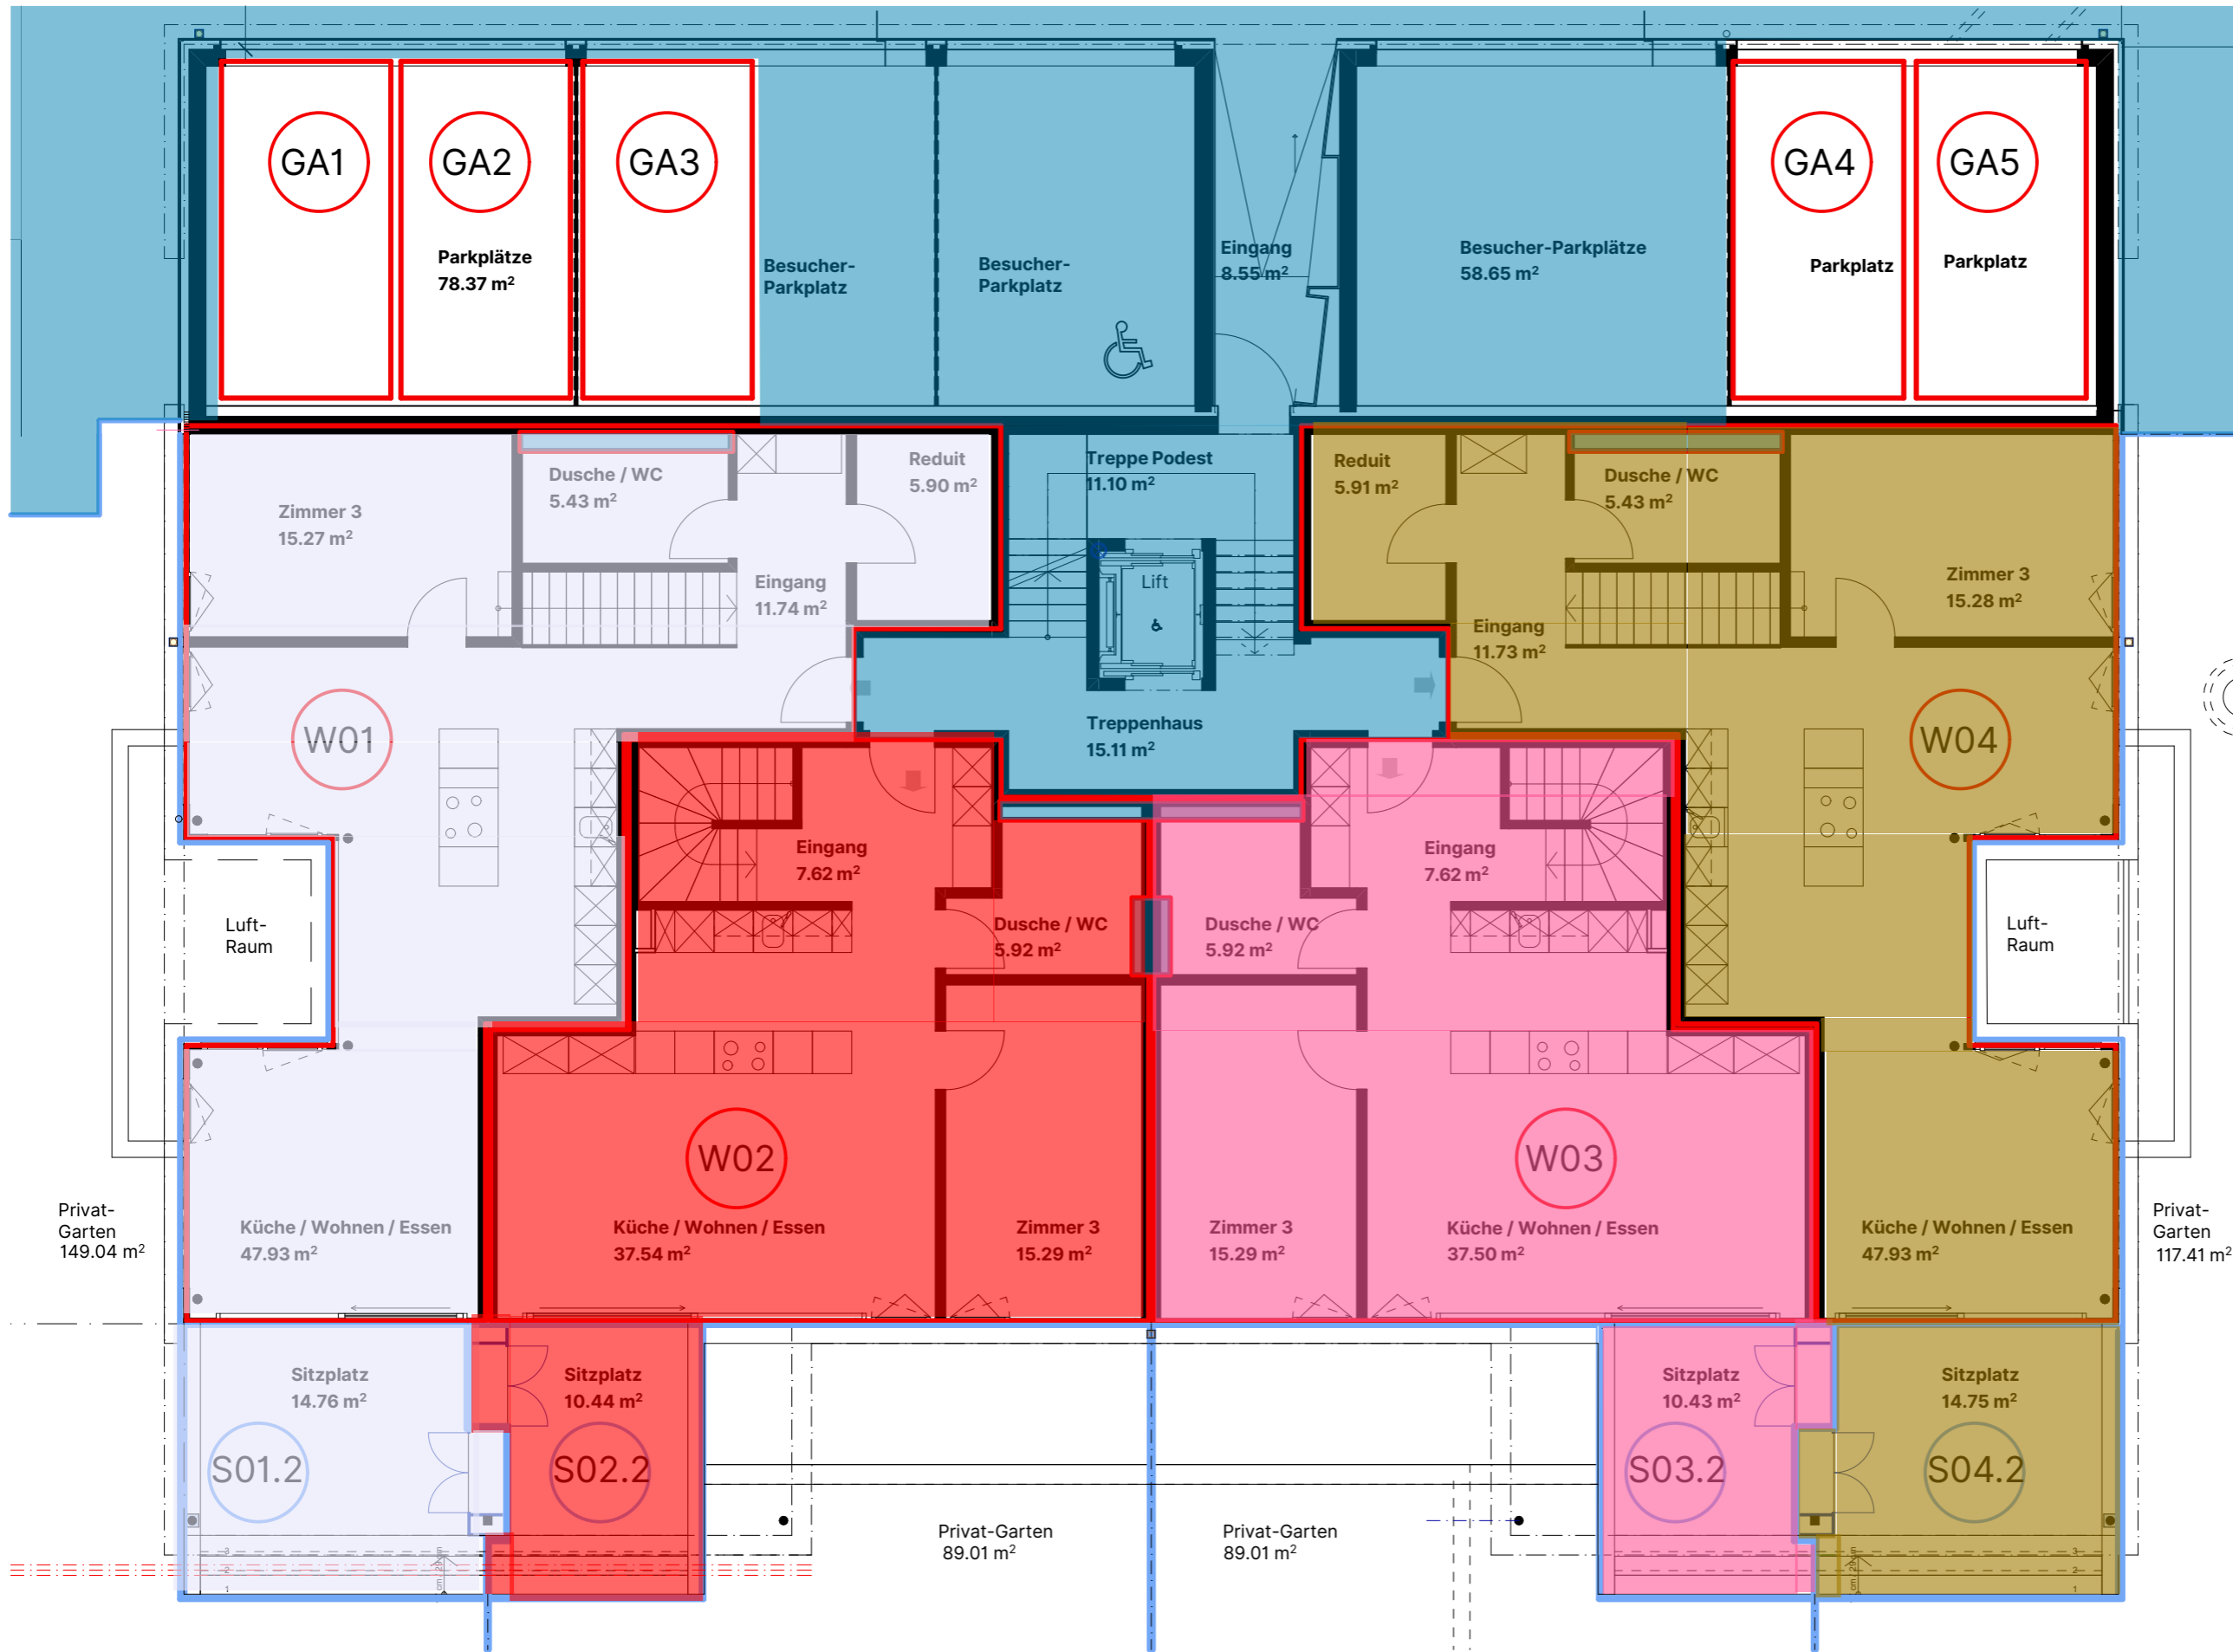 GA1
GA2
GA3
GA4
GA5
Parkplätze
78.37 m²
Besucher-
Parkplatz
Besucher-
Parkplatz
Eingang
8.55 m²
Besucher-Parkplätze
58.65 m²
Parkplatz
Parkplatz
Zimmer 3
15.27 m²
Dusche / WC
5.43 m²
Reduit
5.90 m²
Treppe Podest
11.10 m²
Reduit
5.91 m²
Dusche / WC
5.43 m²
Zimmer 3
15.28 m²
Eingang
11.74 m²
Lift
Eingang
11.73 m²
W01
Treppenhaus
15.11 m²
W04
Eingang
7.62 m²
Eingang
7.62 m²
Luft-
Raum
Dusche / WC
5.92 m²
Dusche / WC
5.92 m²
Luft-
Raum
W02
W03
Privat-
Garten
149.04 m²
Küche / Wohnen / Essen
47.93 m²
Küche / Wohnen / Essen
37.54 m²
Zimmer 3
15.29 m²
Zimmer 3
15.29 m²
Küche / Wohnen / Essen
37.50 m²
Küche / Wohnen / Essen
47.93 m²
Privat-
Garten
117.41 m²
Sitzplatz
14.76 m²
Sitzplatz
10.44 m²
Sitzplatz
10.43 m²
Sitzplatz
14.75 m²
S01.2
S02.2
S03.2
S04.2
Privat-Garten
89.01 m²
Privat-Garten
89.01 m²
3
2
1
3
2
1